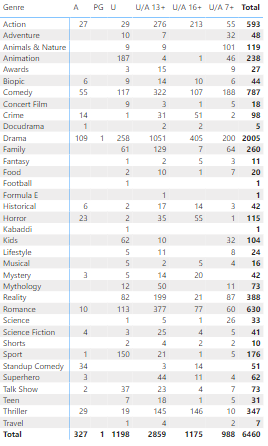 Genre A PG U U/A 13+ U/A 16+ U/A 7+ Total
Action 27 29 276 213 55 593
Adventure 10 7 32 48
Animals & Nature 9 9 101 119
Animation 187 4 1 46 238
Awards 3 15 9 27
Biopic 6 9 14 10 6 44
Comedy 55 117 322 107 188 787
Concert Film 9 3 1 5 18
Crime 14 1 31 51 2 98
Docudrama 1 2 2 5
Drama 109 1 258 1051 405 200 2005
Family 61 129 7 64 260
Fantasy 1 2 5 3 11
Food 2 10 1 7 20
Football 1 1
Formula E 1 1
Historical 6 2 17 14 3 42
Horror 23 2 35 55 1 115
Kabaddi 1 1
Kids 62 10 32 104
Lifestyle 5 11 8 24
Musical 5 2 5 4 16
Mystery 3 5 14 20 42
Mythology 12 50 11 73
Reality 82 199 21 87 388
Romance 10 113 377 77 60 630
Science 1 5 1 26 33
Science Fiction 4 3 25 4 5 41
Shorts 2 4 2 2 10
Sport 1 150 21 1 5 176
Standup Comedy 34 3 14 51
Superhero 3 44 11 4 62
Talk Show 2 37 23 4 7 73
Teen 7 18 1 5 31
Thriller 29 19 146 146 10 347
Travel 1 4 2 7
Total 327 1 1198 2859 1175 988 6460